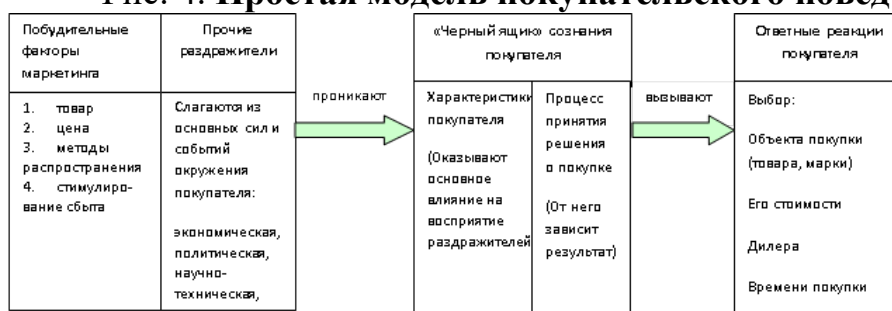 Рис. 4. Простая модель покупательского повед
Побудительные
факторы
маркетинга
Прочие
раздражители
1. товар
2. цена
3. методы
распространения
4. стимулиро-
вание сбыта
Слагаются из
основных сил и
событий
окружения
покупателя:
экономическая,
политическая,
научно-
техническая,
проникают
«Черный ящик» сознания
покупателя
Характеристики
покупателя
(Оказывают
основное
влияние на
восприятие
раздражителей
Процесс
принятия
решения
о покупке
(От него
зависит
результат)
вызывают
Ответные реакции
покупателя
Выбор:
Объекта покупки
(товара, марки)
Его стоимости
Дилера
Времени покупки